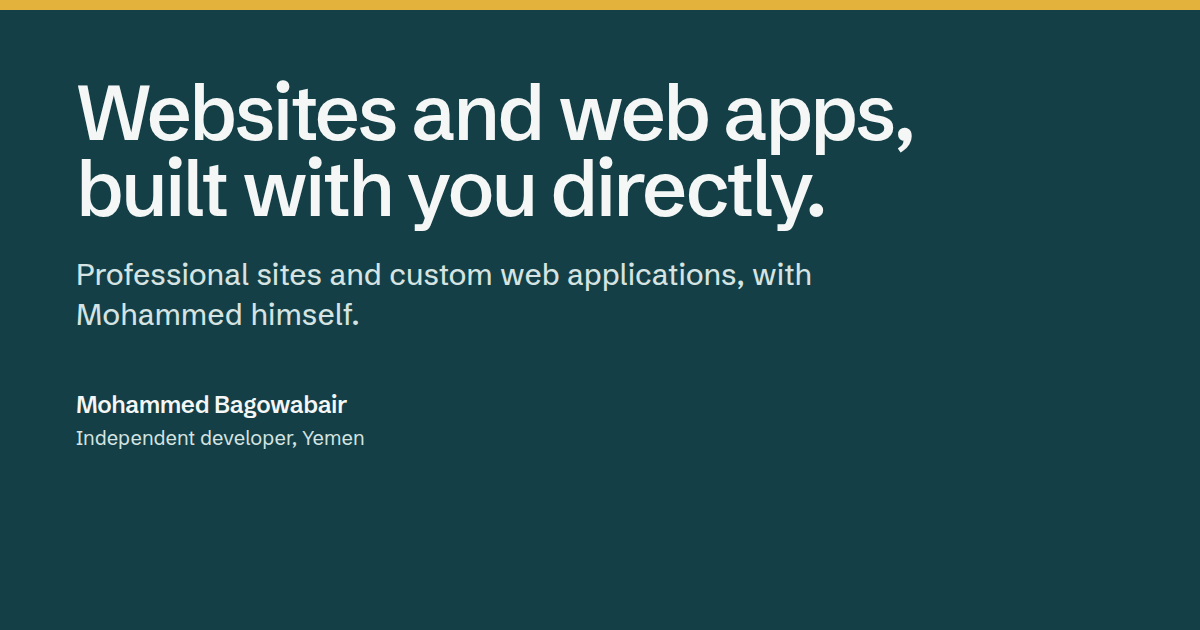 Websites and web apps,
built with you directly.
Professional sites and custom web applications, with
Mohammed himself.
Mohammed Bagowabair
Independent developer, Yemen